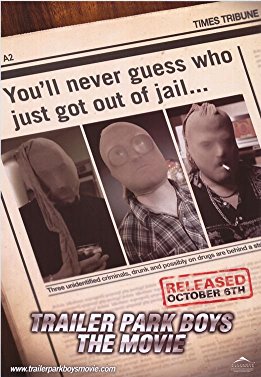 TIMES TRIBUNE
A2
You'll never guess who
just got out of jail...
Three unidentified criminals, drunk and possibly on drugs are behind a
RELEASED
OCTOBER 6TH
TRAILER PARK BOYS
THE MOVIE
www.trailerparkboysmovie.com